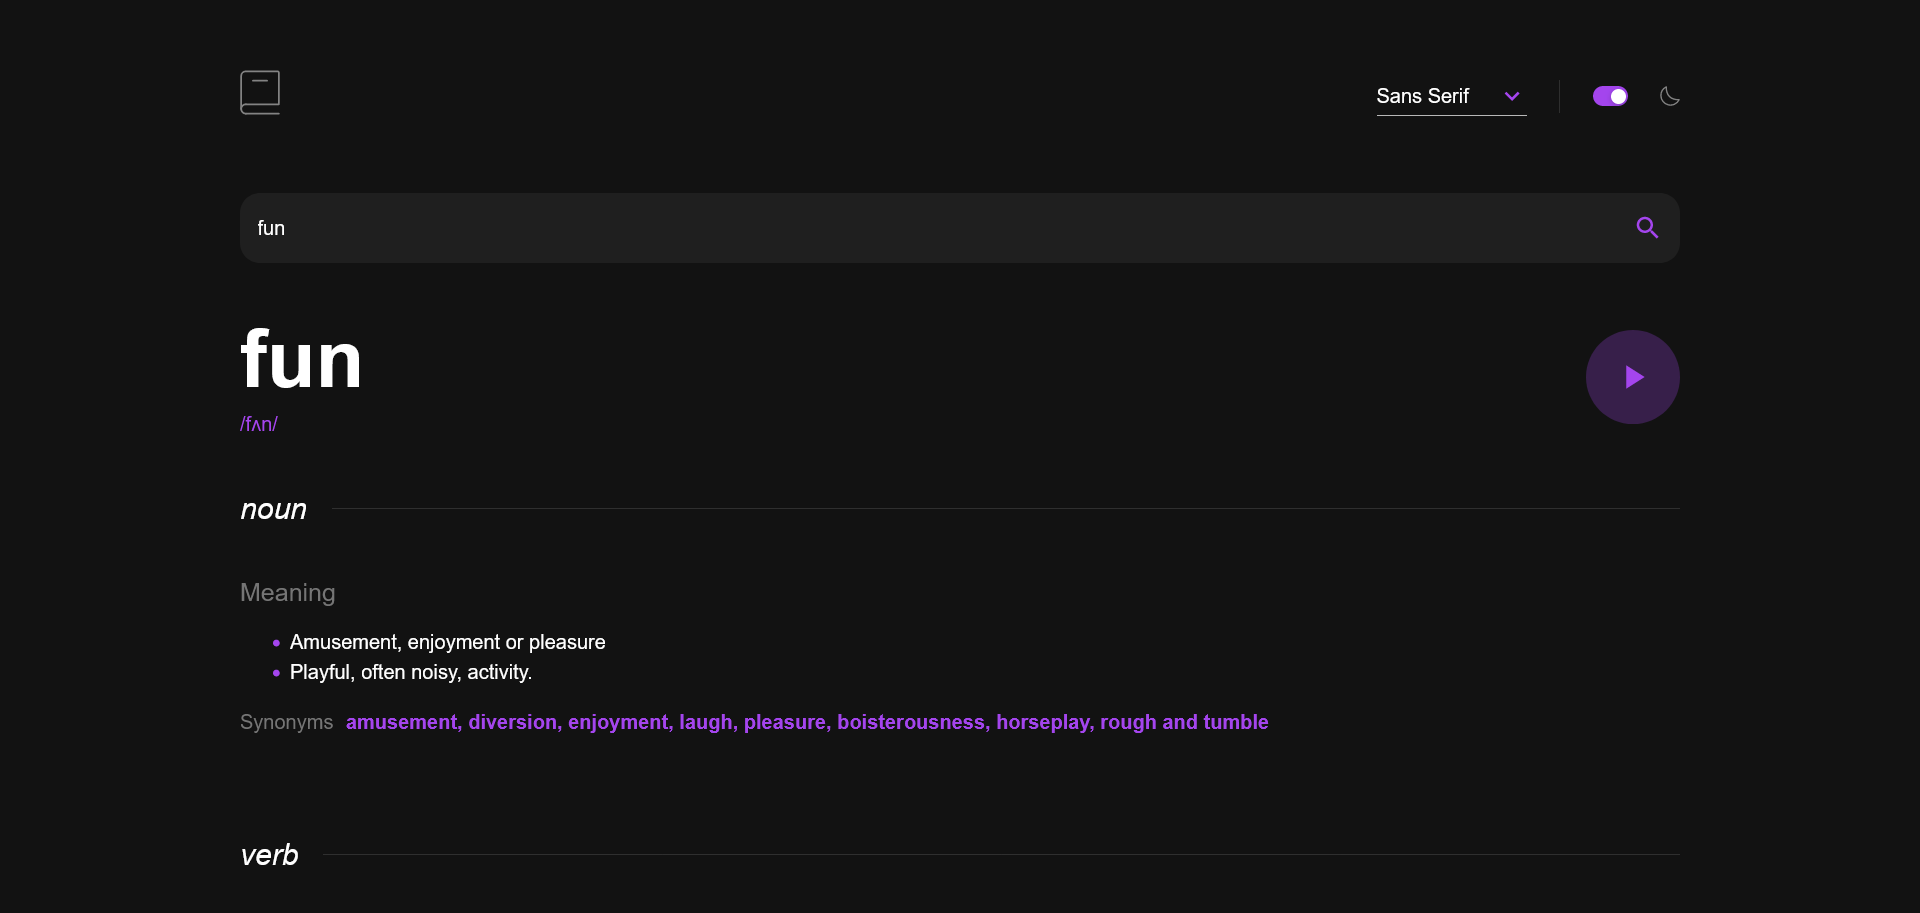 Sans Serif
fun
fun
/fʌn/
noun
Meaning
Amusement, enjoyment or pleasure
Playful, often noisy, activity.
Synonyms amusement, diversion, enjoyment, laugh, pleasure, boisterousness, horseplay, rough and tumble
verb